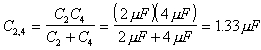 C₂,₄ = C₂C₄ / (C₂ + C₄) = (2 μF)(4 μF) / (2 μF + 4 μF) = 1.33 μF